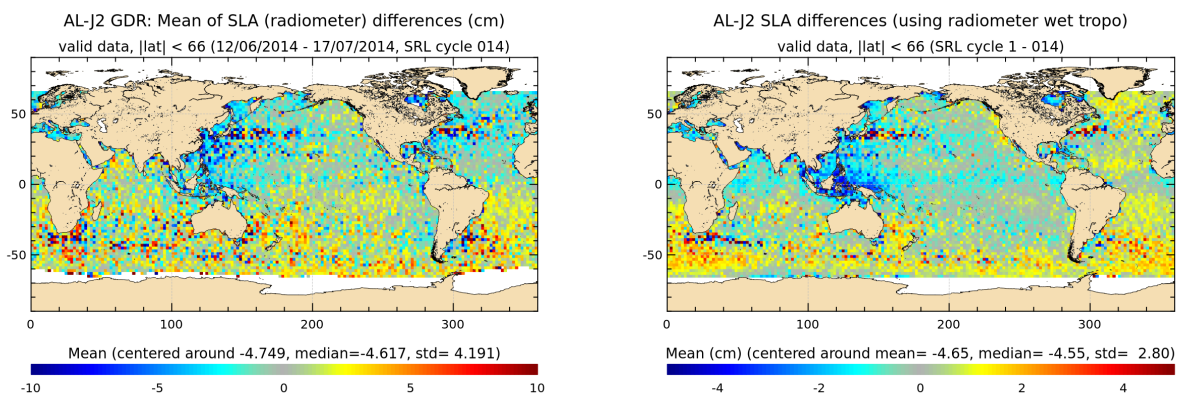 AL-J2 GDR: Mean of SLA (radiometer) differences (cm)
valid data, |lat| < 66 (12/06/2014 - 17/07/2014, SRL cycle 014)
50
0
-50
0 100 200 300
Mean (centered around -4.749, median=-4.617, std= 4.191)
-10 -5 0 5 10
AL-J2 SLA differences (using radiometer wet tropo)
valid data, |lat| < 66 (SRL cycle 1 - 014)
50
0
-50
0 100 200 300
Mean (cm) (centered around mean= -4.65, median= -4.55, std= 2.80)
-4 -2 0 2 4